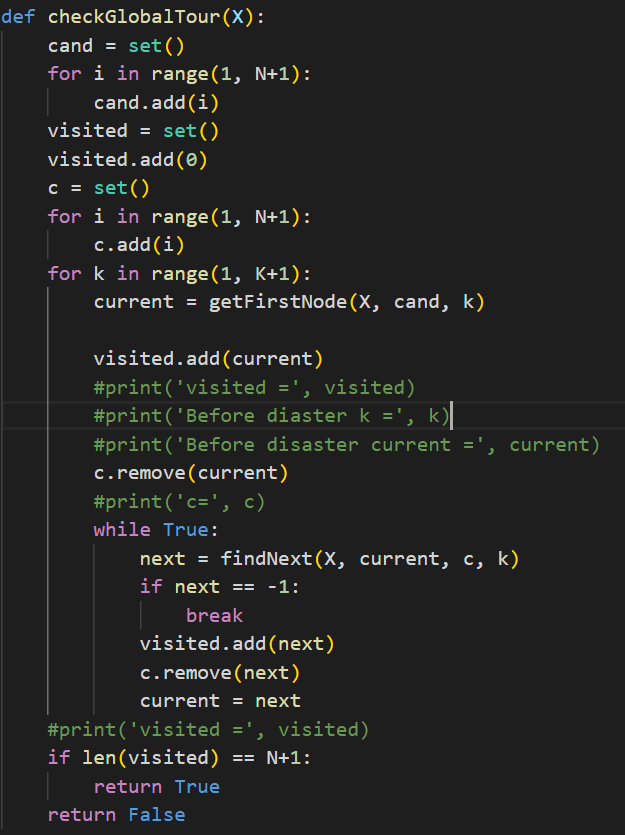 def checkGlobalTour(X):
    cand = set()
    for i in range(1, N+1):
        cand.add(i)
    visited = set()
    visited.add(0)
    c = set()
    for i in range(1, N+1):
        c.add(i)
    for k in range(1, K+1):
        current = getFirstNode(X, cand, k)

        visited.add(current)
        #print('visited =', visited)
        #print('Before diaster k =', k)
        #print('Before disaster current =', current)
        c.remove(current)
        #print('c=', c)
        while True:
            next = findNext(X, current, c, k)
            if next == -1:
                break
            visited.add(next)
            c.remove(next)
            current = next
    #print('visited =', visited)
    if len(visited) == N+1:
        return True
    return False